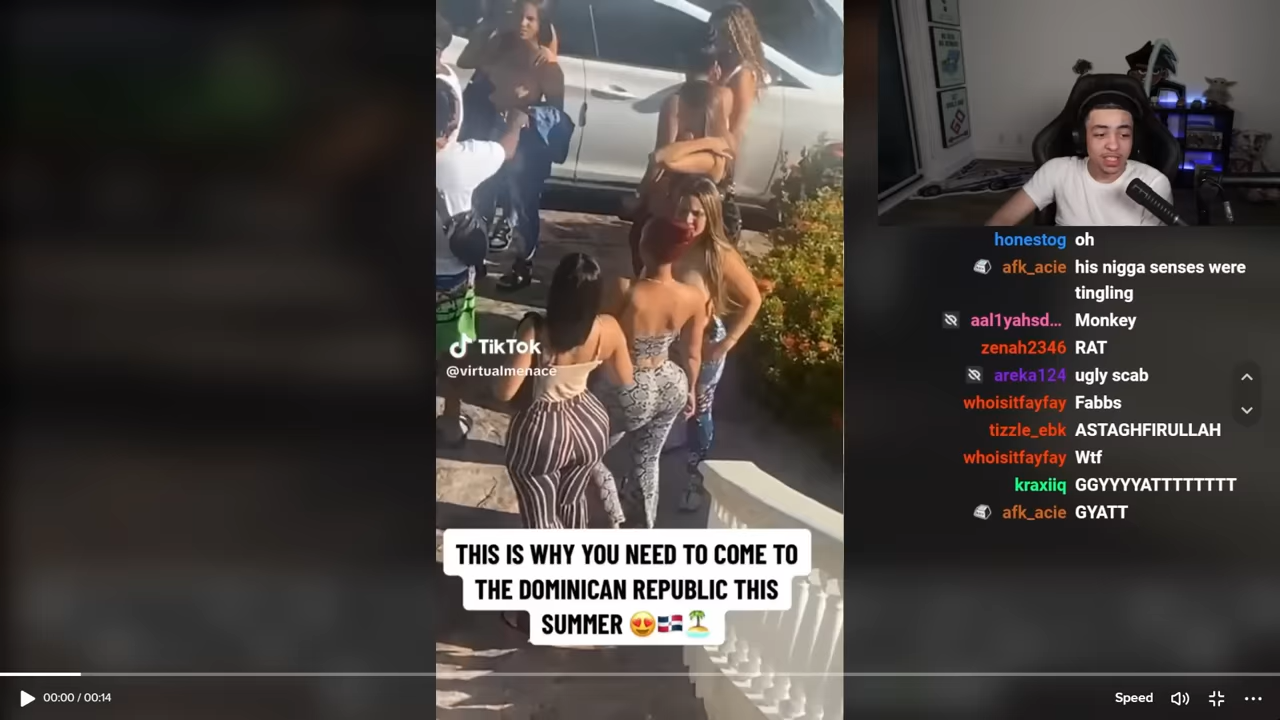 TikTok
@virtualmenace
THIS IS WHY YOU NEED TO COME TO
THE DOMINICAN REPUBLIC THIS
SUMMER 😍🇩🇴🏝️
GO
honestog oh
afk_acie his nigga senses were
tingling
aal1yahsd... Monkey
zenah2346 RAT
areka124 ugly scab
whoisitfayfay Fabbs
tizzle_ebk ASTAGHFIRULLAH
whoisitfayfay Wtf
kraxiiq GGYYYYATTTTTTTT
afk_acie GYATT
00:00 / 00:14
Speed